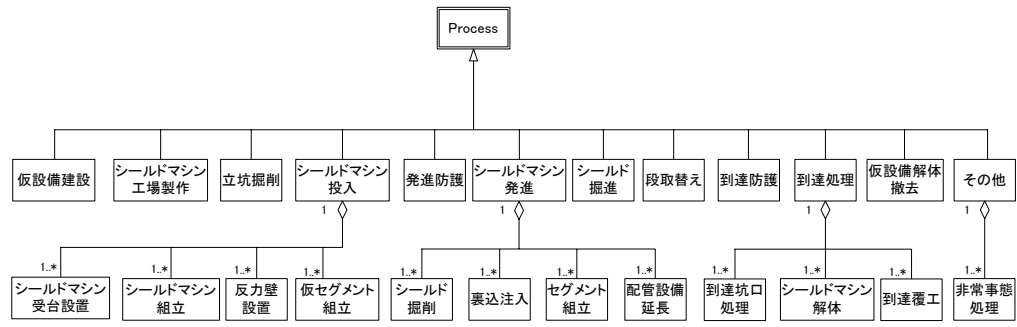 Process
仮設備建設
シールドマシン
工場製作
立坑掘削
シールドマシン
投入
発進防護
シールドマシン
発進
シールド
掘進
段取替え
到達防護
到達処理
仮設備解体
撤去
その他
1
1
1
1
1..*
1..*
1..*
1..*
1..*
1..*
1..*
1..*
1..*
1..*
1..*
1..*
シールドマシン
受台設置
シールドマシン
組立
反力壁
設置
仮セグメント
組立
シールド
掘削
裏込注入
セグメント
組立
配管設備
延長
到達坑口
処理
シールドマシン
解体
到達覆工
非常事態
処理